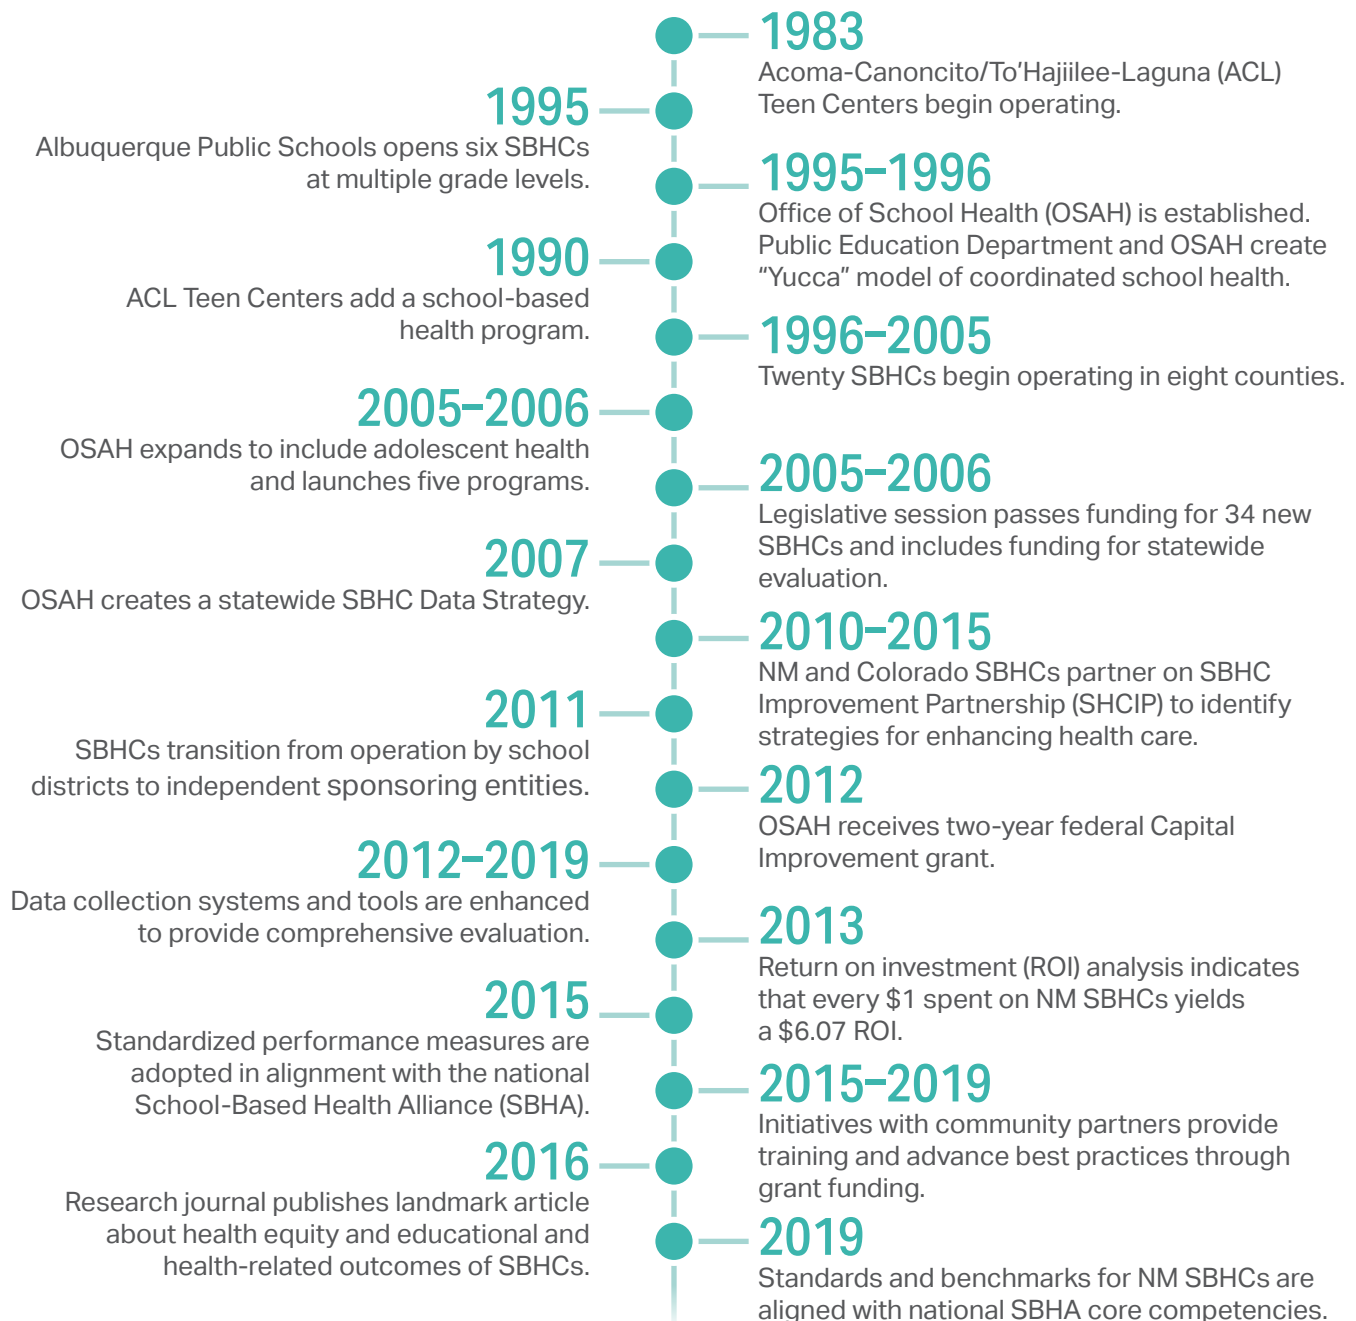 1983
Acoma-Canoncito/To’Hajiilee-Laguna (ACL)
Teen Centers begin operating.
1995
Albuquerque Public Schools opens six SBHCs
at multiple grade levels.
1995–1996
Office of School Health (OSAH) is established.
Public Education Department and OSAH create
“Yucca” model of coordinated school health.
1990
ACL Teen Centers add a school-based
health program.
1996–2005
Twenty SBHCs begin operating in eight counties.
2005–2006
OSAH expands to include adolescent health
and launches five programs.
2005–2006
Legislative session passes funding for 34 new
SBHCs and includes funding for statewide
evaluation.
2007
OSAH creates a statewide SBHC Data Strategy.
2010–2015
NM and Colorado SBHCs partner on SBHC
Improvement Partnership (SHCIP) to identify
strategies for enhancing health care.
2011
SBHCs transition from operation by school
districts to independent sponsoring entities.
2012
OSAH receives two-year federal Capital
Improvement grant.
2012–2019
Data collection systems and tools are enhanced
to provide comprehensive evaluation.
2013
Return on investment (ROI) analysis indicates
that every $1 spent on NM SBHCs yields
a $6.07 ROI.
2015
Standardized performance measures are
adopted in alignment with the national
School-Based Health Alliance (SBHA).
2015–2019
Initiatives with community partners provide
training and advance best practices through
grant funding.
2016
Research journal publishes landmark article
about health equity and educational and
health-related outcomes of SBHCs.
2019
Standards and benchmarks for NM SBHCs are
aligned with national SBHA core competencies.